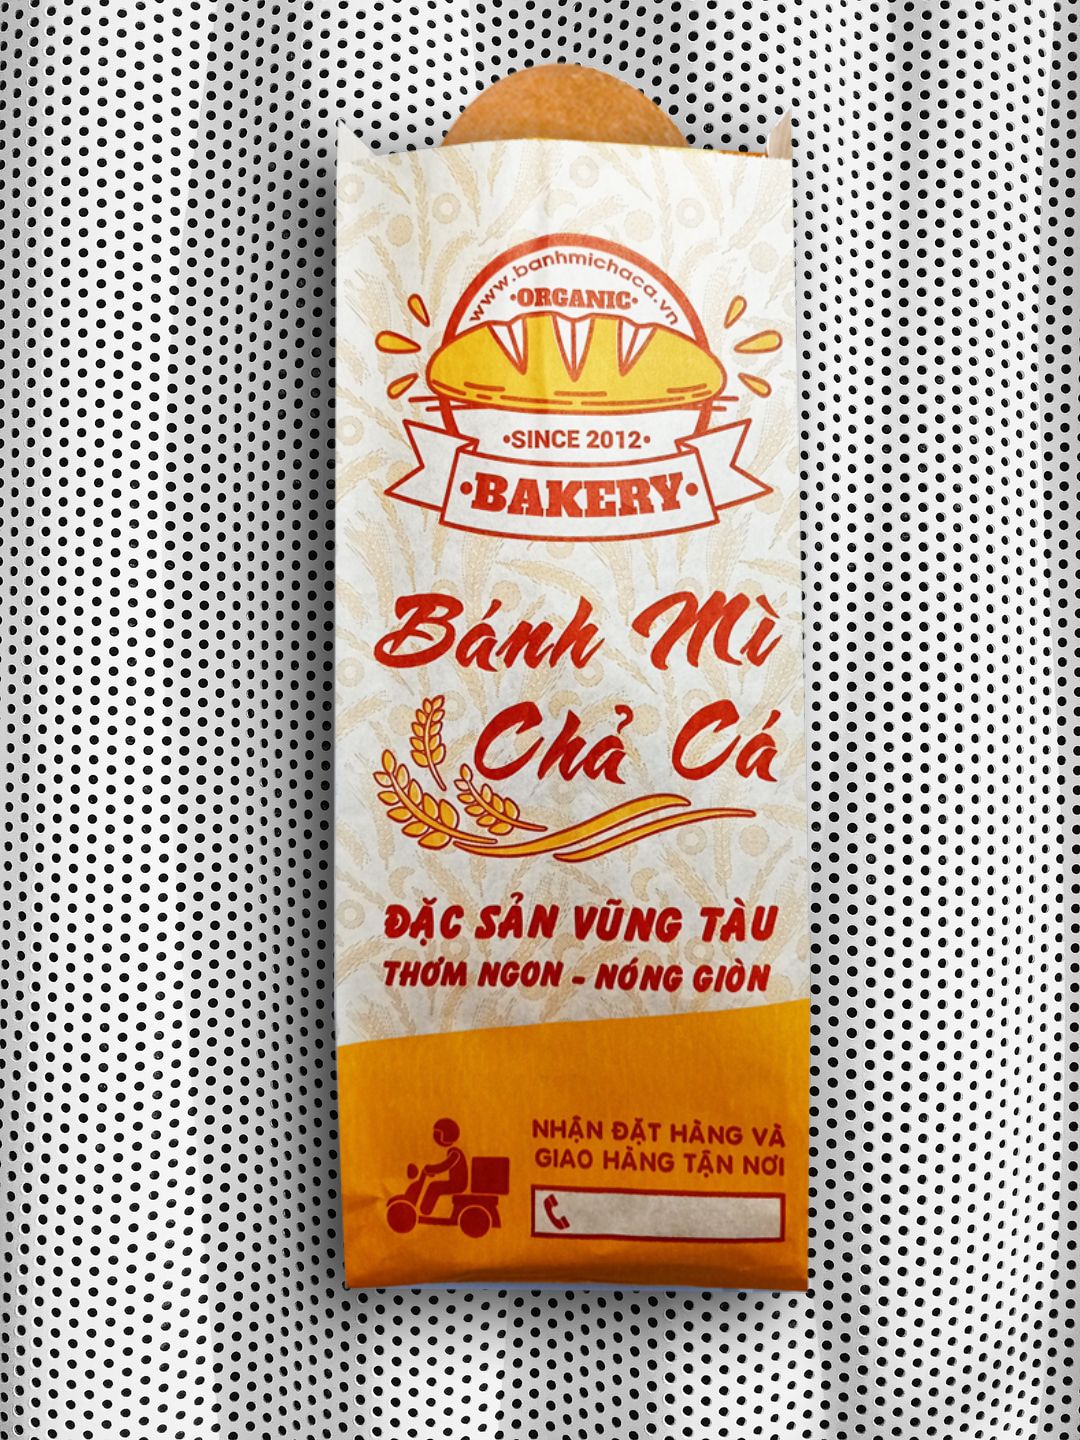 www.banhmichaca.vn
•ORGANIC•
•SINCE 2012•
•BAKERY•
Bánh Mì
Chả Cá
ĐẶC SẢN VŨNG TÀU
THƠM NGON - NÓNG GIÒN
NHẬN ĐẶT HÀNG VÀ
GIAO HÀNG TẬN NƠI